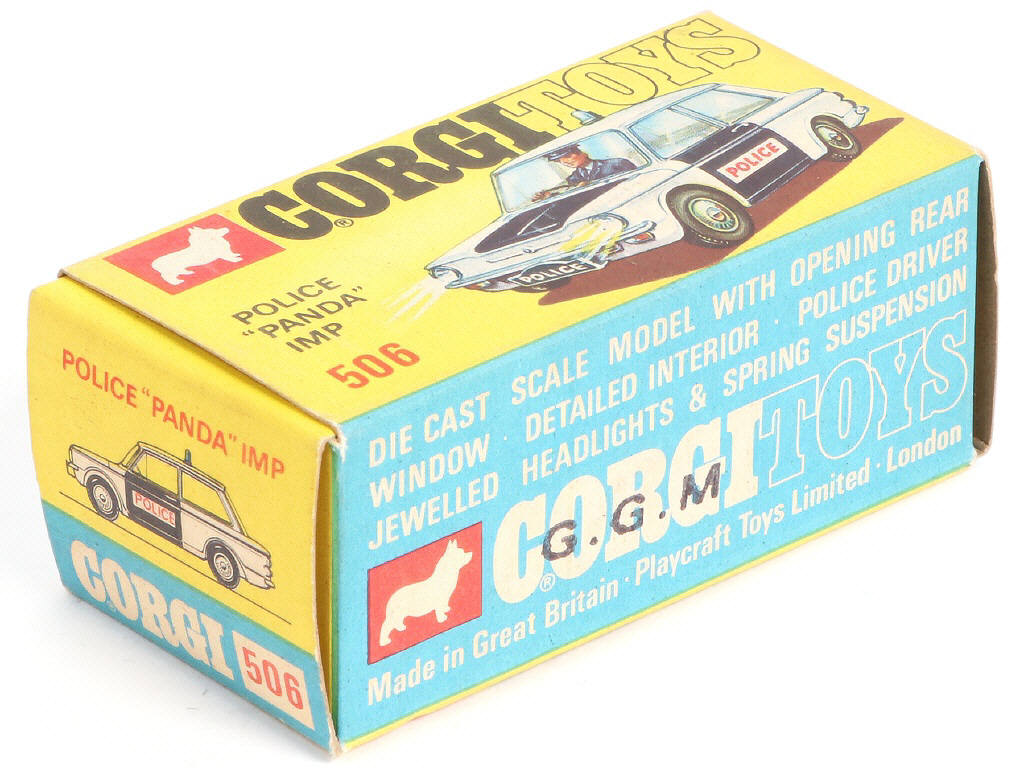 CORGI TOYS
®
POLICE
"PANDA"
IMP
506
POLICE
POLICE
POLICE "PANDA" IMP
POLICE
CORGI 506
DIE CAST SCALE MODEL WITH OPENING REAR
WINDOW · DETAILED INTERIOR · POLICE DRIVER
JEWELLED HEADLIGHTS & SPRING SUSPENSION
CORGI TOYS
®
G.G.M
Made in Great Britain · Playcraft Toys Limited · London